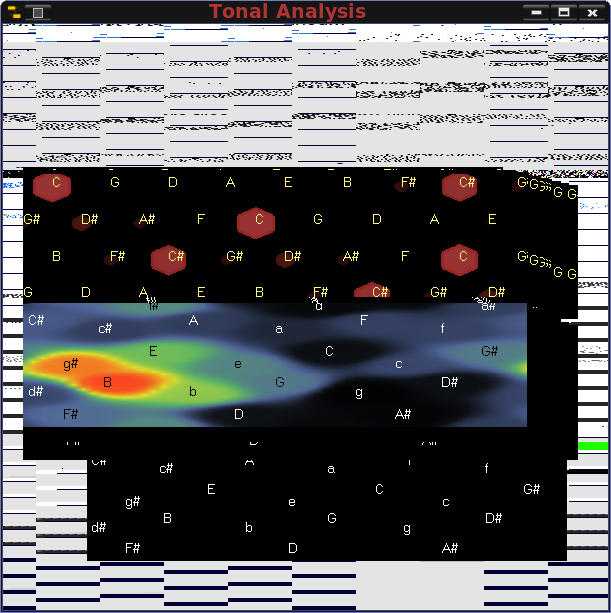 Tonal Analysis
C G D A E B F# C# G G G G
G# D# A# F C G D A E
B F# C# G# D# A# F C G G G G
G D A E B F# C# G# D#
f# d a#
C# c# A a F f
g# E e C c G#
d# B b G g D#
F# D A#
C# c# A a f
g# E e C c G#
d# B b G g D#
F# D A#